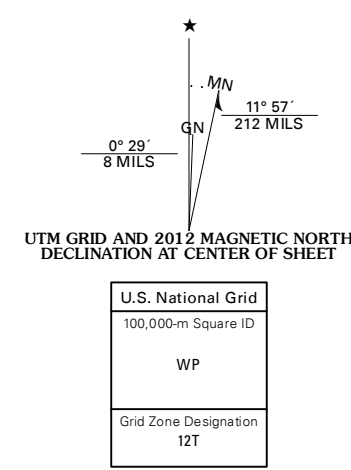 ★
MN
GN
11° 57´
212 MILS
0° 29´
8 MILS
UTM GRID AND 2012 MAGNETIC NORTH
DECLINATION AT CENTER OF SHEET
U.S. National Grid
100,000-m Square ID
WP
Grid Zone Designation
12T